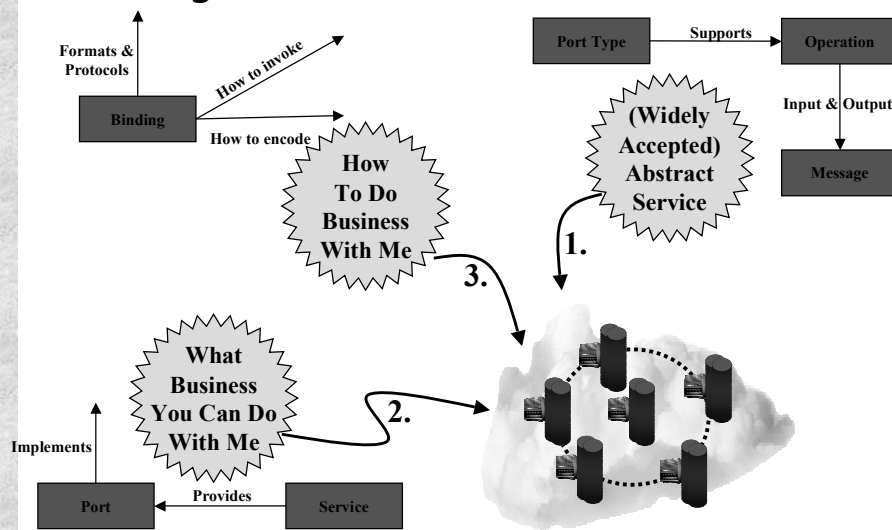 Formats &
Protocols
How to invoke
Binding
How to encode
Port Type
Supports
Operation
Input & Output
Message
(Widely
Accepted)
Abstract
Service
1.
How
To Do
Business
With Me
3.
What
Business
You Can Do
With Me
2.
Implements
Port
Provides
Service